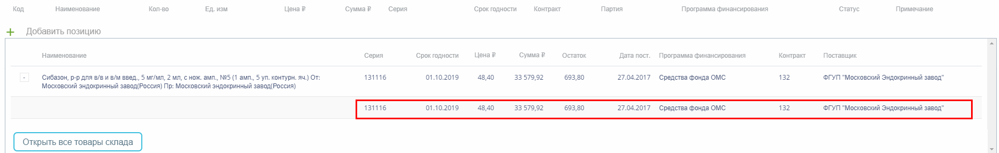 Код Наименование Кол-во Ед. изм Цена ₽ Сумма ₽ Серия Срок годности Контракт Партия Программа финансирования Статус Примечание
+ Добавить позицию
Наименование Серия Срок годности Цена ₽ Сумма ₽ Остаток Дата пост. Программа финансирования Контракт Поставщик
- Сибазон, р-р для в/в и в/м введ., 5 мг/мл, 2 мл, с нож. амп., №5 (1 амп., 5 уп. контурн. яч.) От: 131116 01.10.2019 48,40 33 579,92 693,80 27.04.2017 Средства фонда ОМС 132 ФГУП "Московский Эндокринный завод"
Московский эндокринный завод(Россия) Пр: Московский эндокринный завод(Россия)
131116 01.10.2019 48,40 33 579,92 693,80 27.04.2017 Средства фонда ОМС 132 ФГУП "Московский Эндокринный завод"
Открыть все товары склада